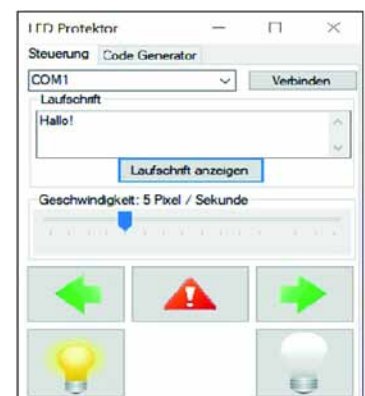 LED Protektor
Steuerung Code Generator
COM1 Verbinden
Laufschrift
Hallo!
Laufschrift anzeigen
Geschwindigkeit: 5 Pixel / Sekunde